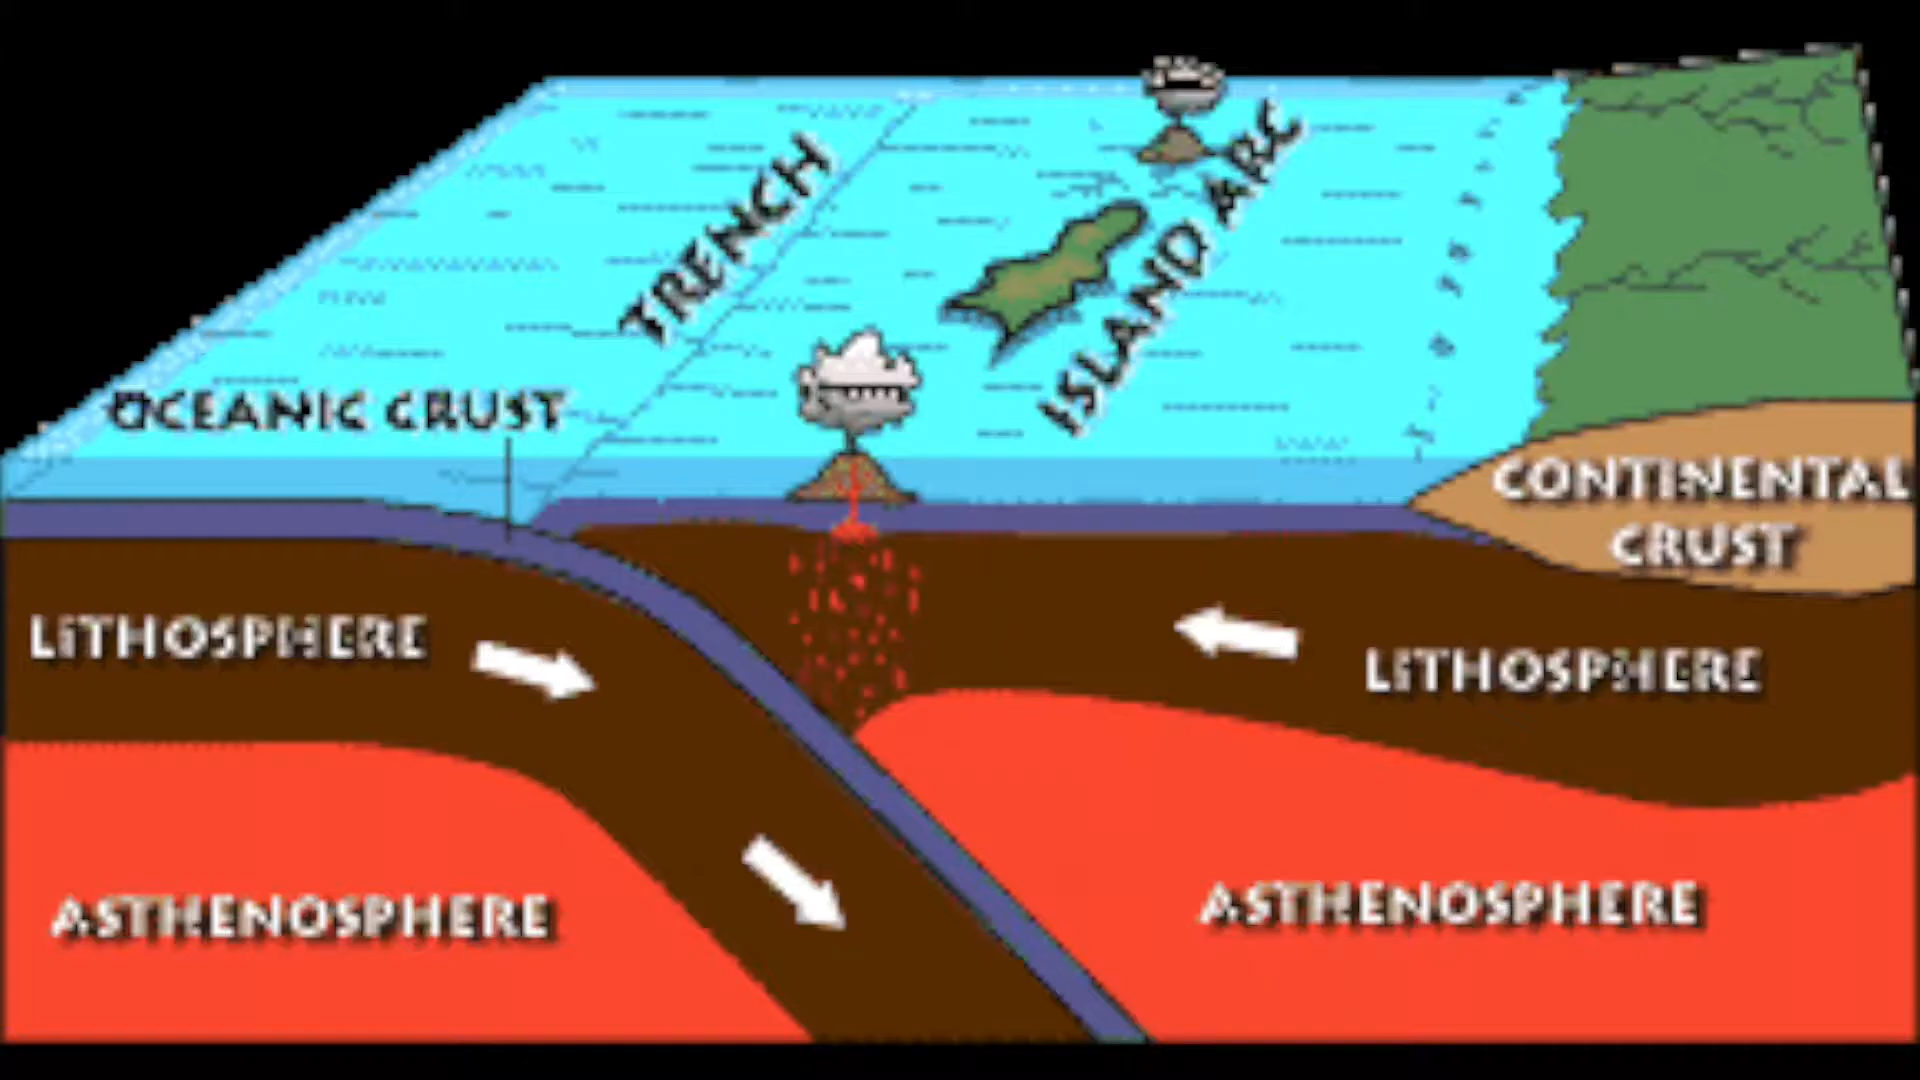 TRENCH
ISLAND ARC
OCEANIC CRUST
CONTINENTAL
CRUST
LITHOSPHERE
LITHOSPHERE
ASTHENOSPHERE
ASTHENOSPHERE